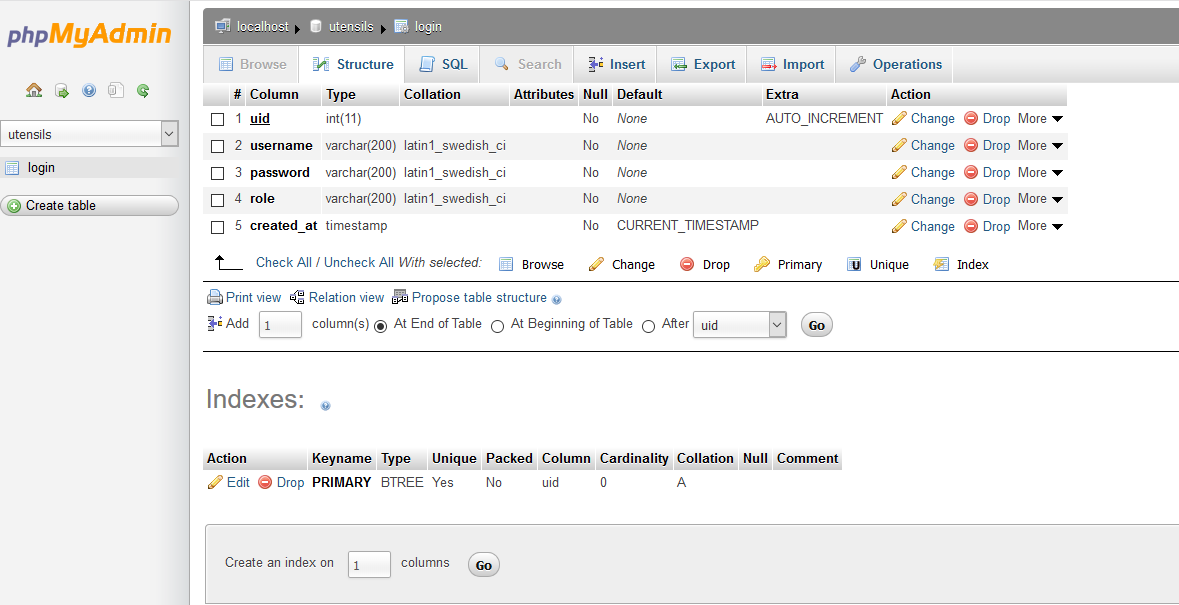 phpMyAdmin
utensils
login
Create table
localhost utensils login
Browse Structure SQL Search Insert Export Import Operations
# Column Type Collation Attributes Null Default Extra Action
1 uid int(11) No None AUTO_INCREMENT Change Drop More
2 username varchar(200) latin1_swedish_ci No None Change Drop More
3 password varchar(200) latin1_swedish_ci No None Change Drop More
4 role varchar(200) latin1_swedish_ci No None Change Drop More
5 created_at timestamp No CURRENT_TIMESTAMP Change Drop More
Check All / Uncheck All With selected: Browse Change Drop Primary U Unique Index
Print view Relation view Propose table structure
Add 1 column(s) At End of Table At Beginning of Table After uid Go
Indexes:
Action Keyname Type Unique Packed Column Cardinality Collation Null Comment
Edit Drop PRIMARY BTREE Yes No uid 0 A
Create an index on 1 columns Go